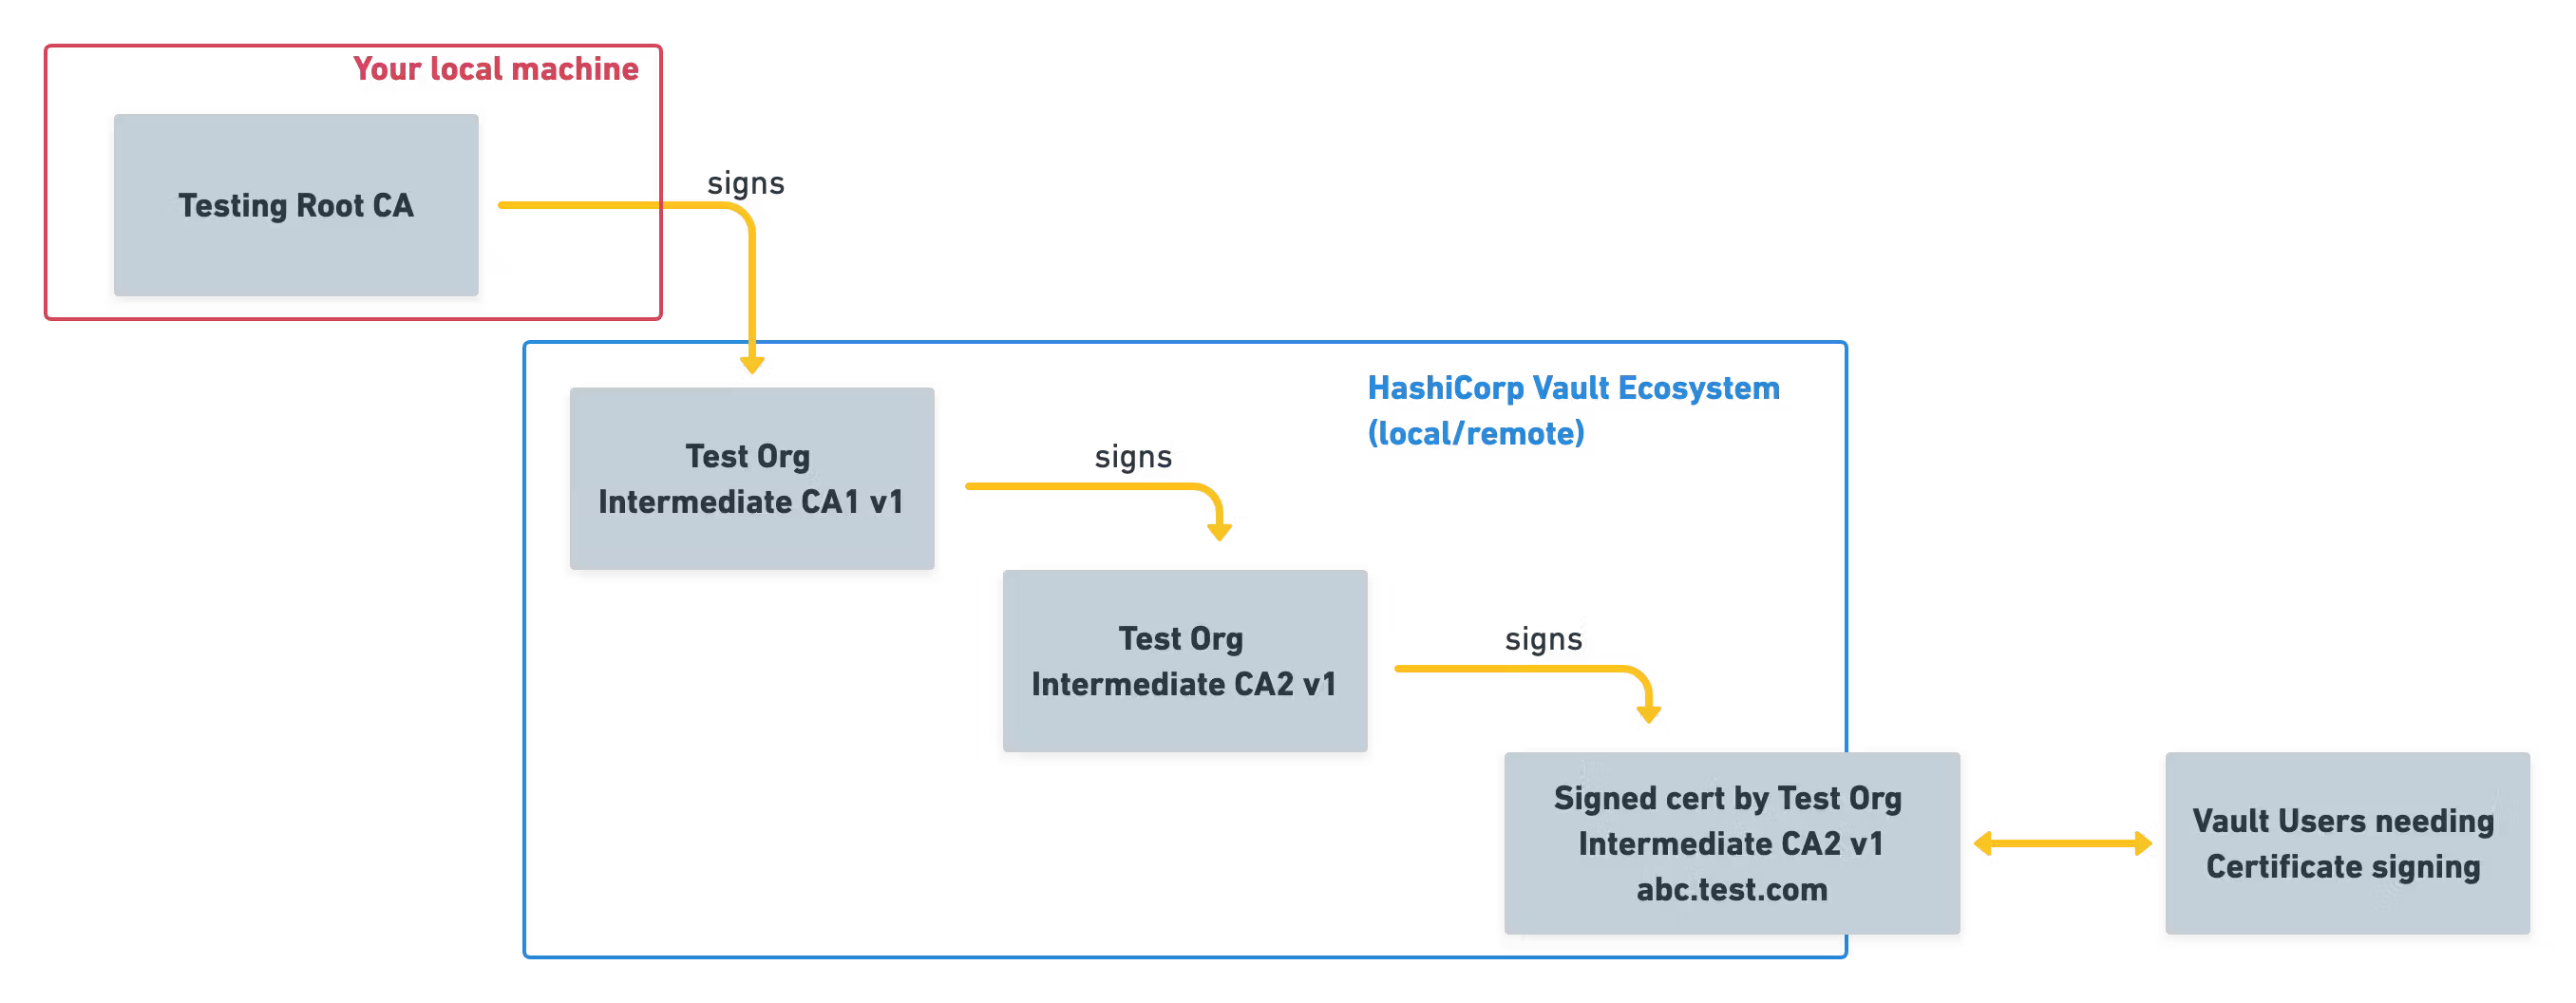 Your local machine
Testing Root CA
signs
HashiCorp Vault Ecosystem
(local/remote)
Test Org
Intermediate CA1 v1
signs
Test Org
Intermediate CA2 v1
signs
Signed cert by Test Org
Intermediate CA2 v1
abc.test.com
Vault Users needing
Certificate signing